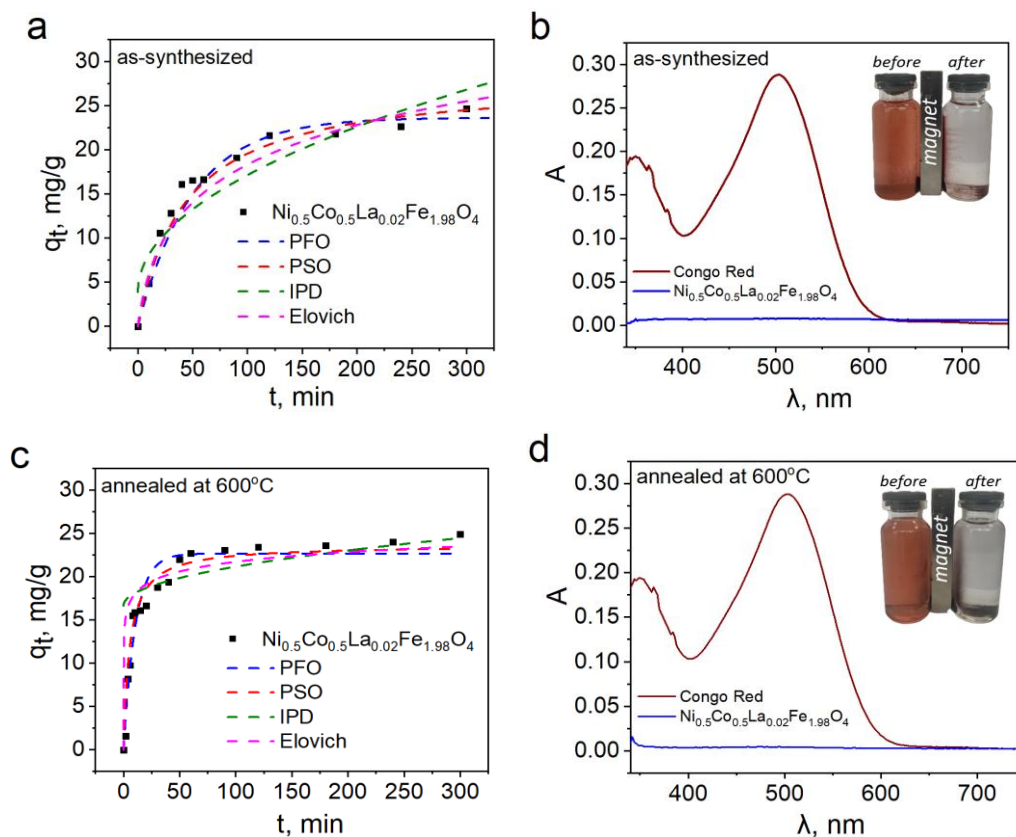 a
as-synthesized
30
25
20
15
10
5
0
qₜ, mg/g
Ni₀.₅Co₀.₅La₀.₀₂Fe₁.₉₈O₄
PFO
PSO
IPD
Elovich
0 50 100 150 200 250 300
t, min
b
as-synthesized
before
after
magnet
0.30
0.25
0.20
0.15
0.10
0.05
0.00
A
Congo Red
Ni₀.₅Co₀.₅La₀.₀₂Fe₁.₉₈O₄
400 500 600 700
λ, nm
c
annealed at 600°C
30
25
20
15
10
5
0
qₜ, mg/g
Ni₀.₅Co₀.₅La₀.₀₂Fe₁.₉₈O₄
PFO
PSO
IPD
Elovich
0 50 100 150 200 250 300
t, min
d
annealed at 600°C
before
after
magnet
0.30
0.25
0.20
0.15
0.10
0.05
0.00
A
Congo Red
Ni₀.₅Co₀.₅La₀.₀₂Fe₁.₉₈O₄
400 500 600 700
λ, nm